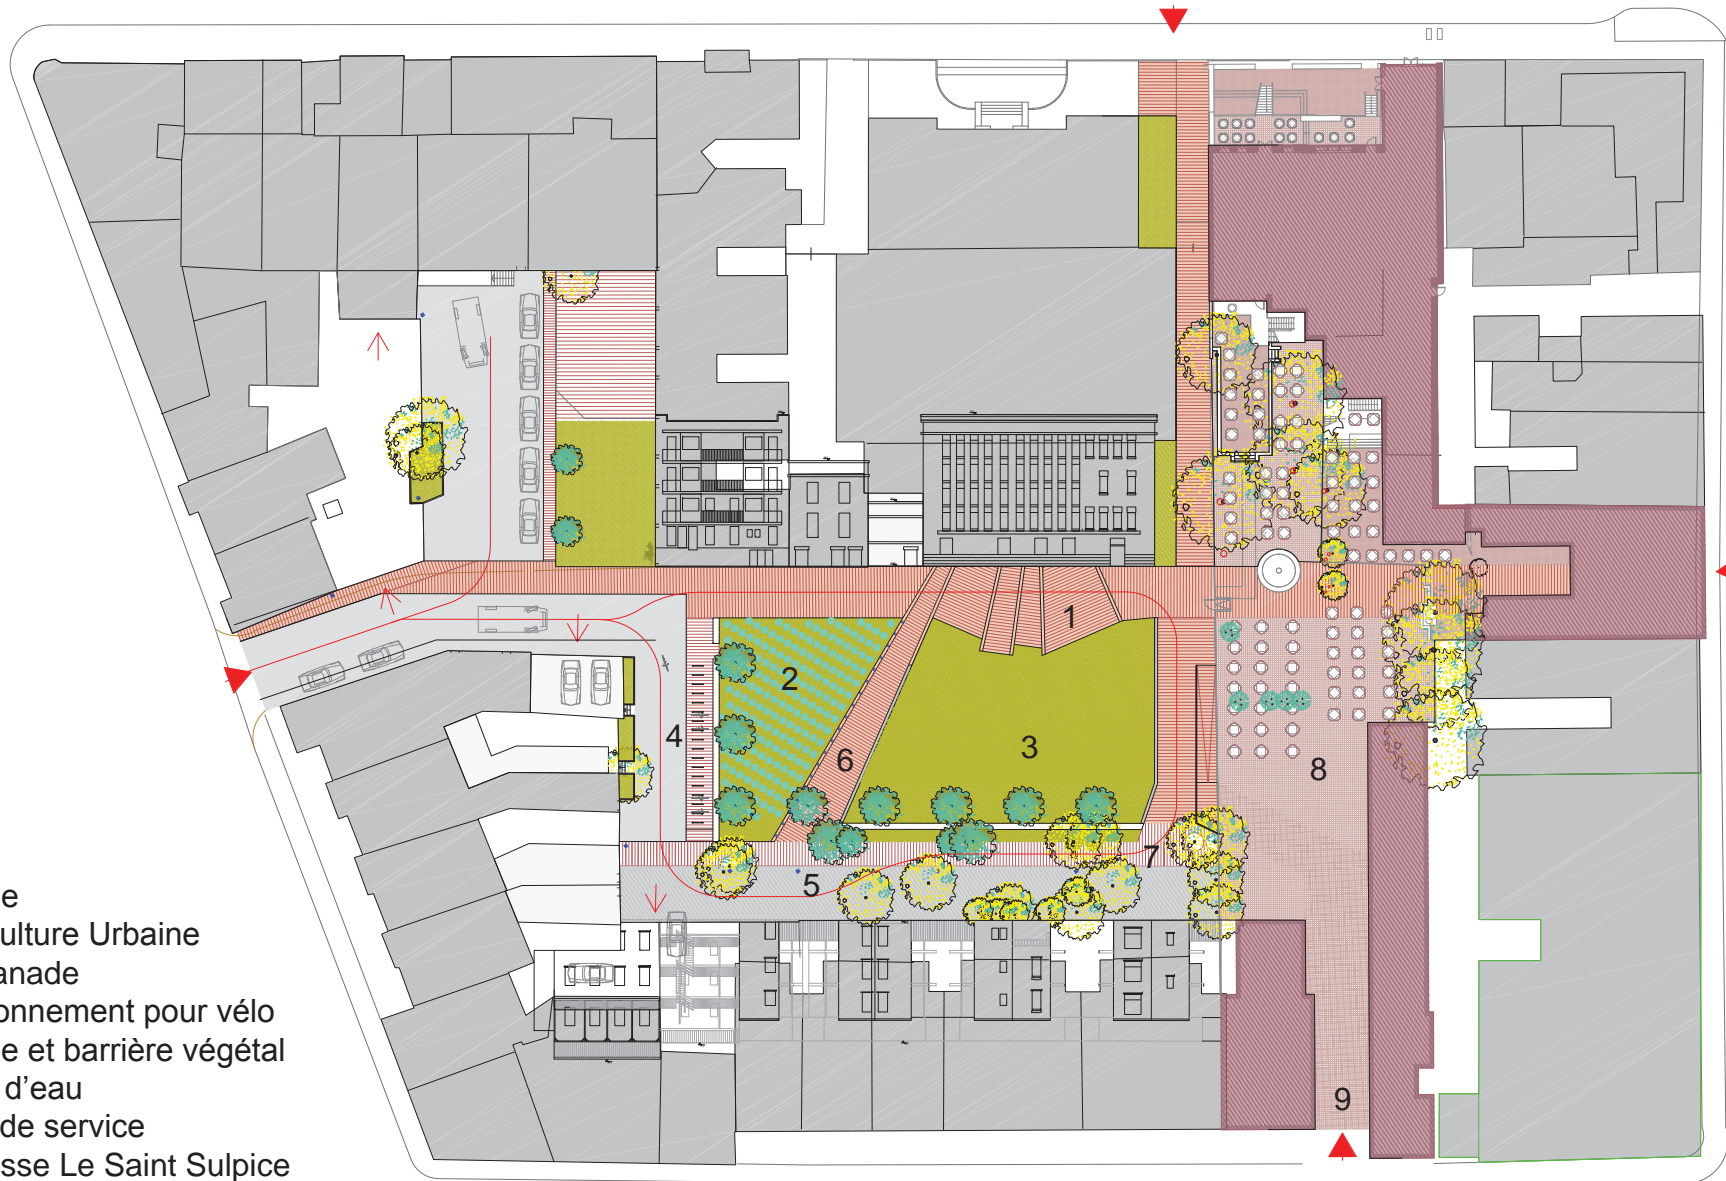 1
2
3
4
5
6
7
8
9
e
ulture Urbaine
anade
onnement pour vélo
e et barrière végétal
d’eau
de service
sse Le Saint Sulpice